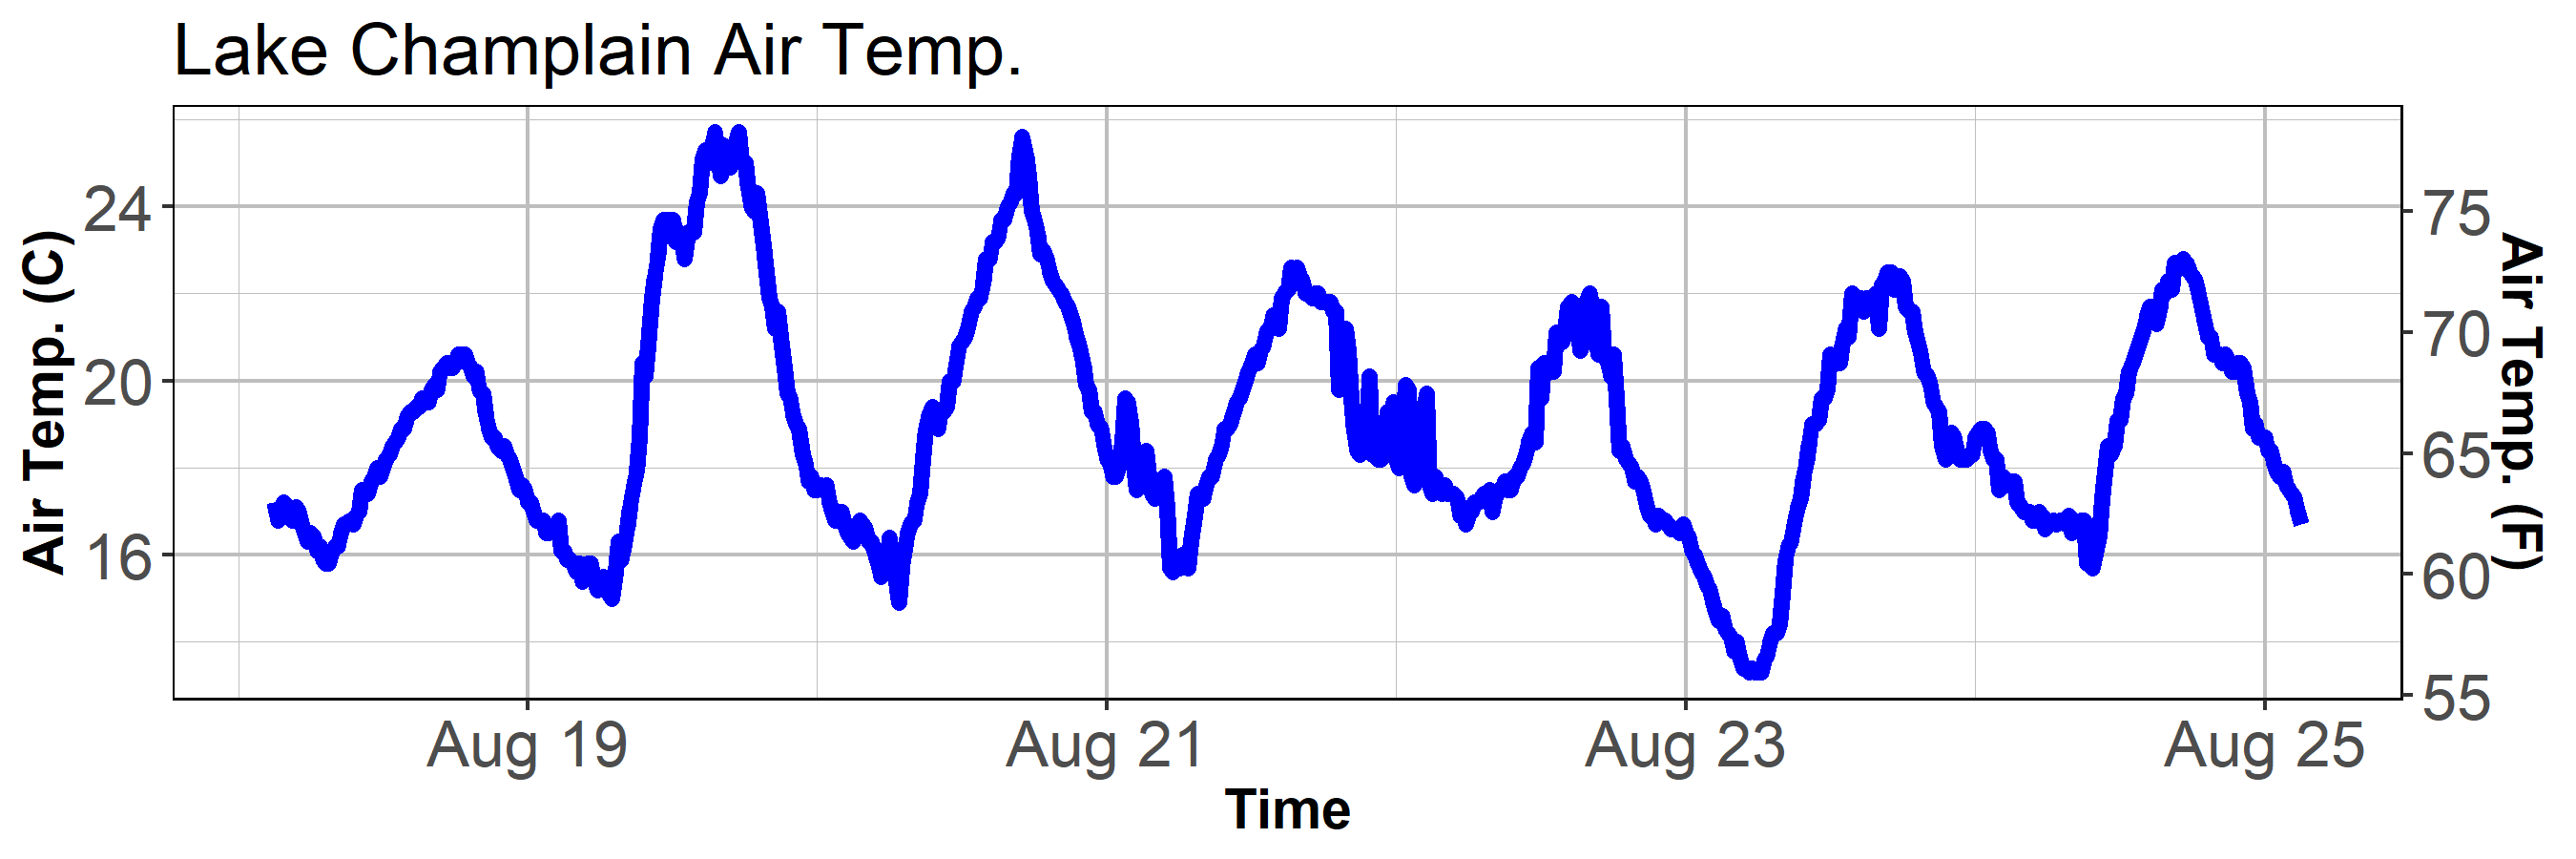 Lake Champlain Air Temp.
Air Temp. (C)
24
20
16
75
70
65
60
55
Air Temp. (F)
Aug 19
Aug 21
Aug 23
Aug 25
Time